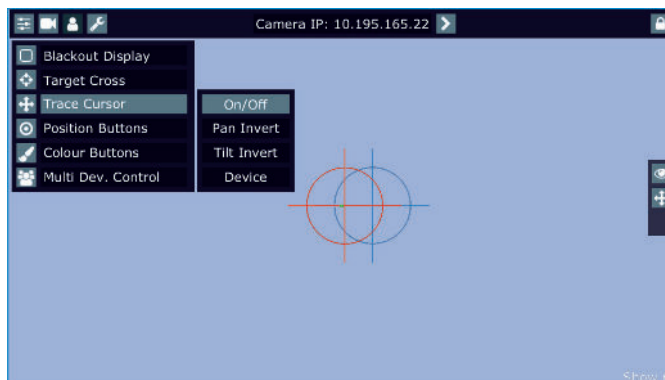 Camera IP: 10.195.165.22
Blackout Display
Target Cross
Trace Cursor
On/Off
Position Buttons
Pan Invert
Colour Buttons
Tilt Invert
Multi Dev. Control
Device
Show